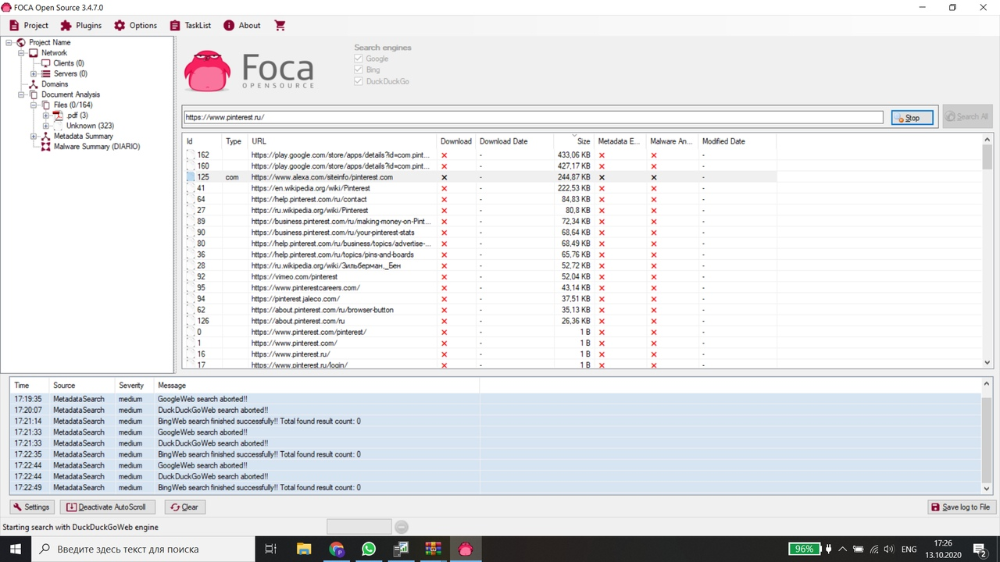 FOCA Open Source 3.4.7.0
Project Plugins Options TaskList About
Project Name
Network
Clients (0)
Servers (0)
Domains
Document Analysis
Files (0/164)
.pdf (3)
Unknown (323)
Metadata Summary
Malware Summary (DIARIO)
Foca
OPENSOURCE
Search engines
Google
Bing
DuckDuckGo
https://www.pinterest.ru/ Stop Search All
Id Type URL Download Download Date Size Metadata E... Malware An... Modified Date
162 https://play.google.com/store/apps/details?id=com.pint... × - 433,06 KB × × -
160 https://play.google.com/store/apps/details?id=com.pint... × - 427,17 KB × × -
125 com https://www.alexa.com/siteinfo/pinterest.com × - 244,87 KB × × -
41 https://en.wikipedia.org/wiki/Pinterest × - 222,53 KB × × -
64 https://help.pinterest.com/ru/contact × - 84,83 KB × × -
27 https://ru.wikipedia.org/wiki/Pinterest × - 80,8 KB × × -
89 https://business.pinterest.com/ru/making-money-on-Pint... × - 72,34 KB × × -
90 https://business.pinterest.com/ru/your-pinterest-stats × - 68,64 KB × × -
80 https://help.pinterest.com/ru/business/topics/advertise-... × - 68,49 KB × × -
36 https://help.pinterest.com/ru/topics/pins-and-boards × - 65,76 KB × × -
28 https://ru.wikipedia.org/wiki/Зильберман,_Бен × - 52,72 KB × × -
92 https://vimeo.com/pinterest × - 52,04 KB × × -
95 https://www.pinterestcareers.com/ × - 43,14 KB × × -
94 https://pinterest.jaleco.com/ × - 37,51 KB × × -
62 https://about.pinterest.com/ru/browser-button × - 35,13 KB × × -
126 https://about.pinterest.com/ru × - 26,36 KB × × -
0 https://www.pinterest.com/pinterest/ × - 1 B × × -
1 https://www.pinterest.com/ × - 1 B × × -
16 https://www.pinterest.ru/ × - 1 B × × -
17 https://www.pinterest.ru/login/ × - 1 B × × -
Time Source Severity Message
17:19:35 MetadataSearch medium GoogleWeb search aborted!!
17:20:07 MetadataSearch medium DuckDuckGoWeb search aborted!!
17:21:14 MetadataSearch medium BingWeb search finished successfully!! Total found result count: 0
17:21:33 MetadataSearch medium GoogleWeb search aborted!!
17:21:33 MetadataSearch medium DuckDuckGoWeb search aborted!!
17:22:35 MetadataSearch medium BingWeb search finished successfully!! Total found result count: 0
17:22:44 MetadataSearch medium GoogleWeb search aborted!!
17:22:44 MetadataSearch medium DuckDuckGoWeb search aborted!!
17:22:49 MetadataSearch medium BingWeb search finished successfully!! Total found result count: 0
Settings Deactivate AutoScroll Clear Save log to File
Starting search with DuckDuckGoWeb engine
Введите здесь текст для поиска 96% ENG 17:26
13.10.2020 2